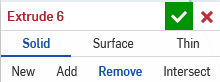 Extrude 6
Solid Surface Thin
New Add Remove Intersect